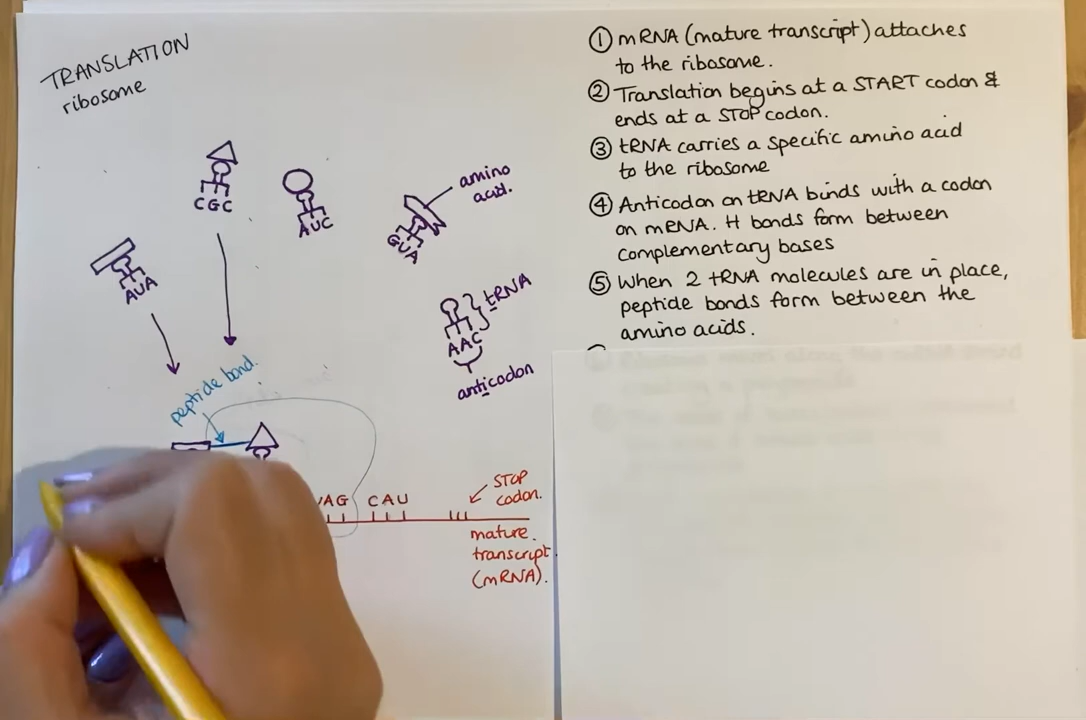 TRANSLATION
ribosome
CGC
AUC
amino
acid.
GUA
AUA
tRNA
AAC
anticodon
peptide bond.
AG CAU
STOP
codon.
mature.
transcript
(mRNA).
① mRNA (mature transcript) attaches
to the ribosome.
② Translation begins at a START codon &
ends at a STOP codon.
③ tRNA carries a specific amino acid
to the ribosome
④ Anticodon on tRNA binds with a codon
on mRNA. H bonds form between
complementary bases
⑤ When 2 tRNA molecules are in place,
peptide bonds form between the
amino acids.